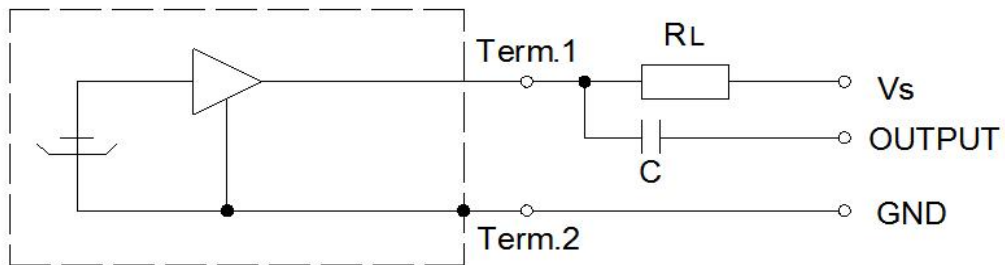 Term.1
RL
Vs
OUTPUT
C
GND
Term.2